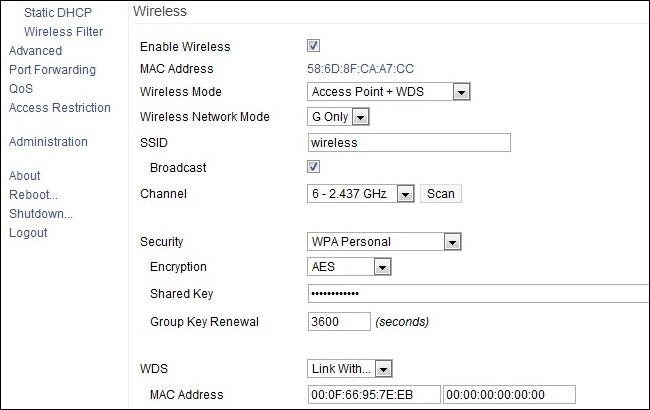 Static DHCP
Wireless Filter
Advanced
Port Forwarding
QoS
Access Restriction
Administration
About
Reboot...
Shutdown...
Logout
Wireless
Enable Wireless
MAC Address 58:6D:8F:CA:A7:CC
Wireless Mode Access Point + WDS
Wireless Network Mode G Only
SSID wireless
Broadcast
Channel 6 - 2.437 GHz Scan
Security WPA Personal
Encryption AES
Shared Key ••••••••••••
Group Key Renewal 3600 (seconds)
WDS Link With...
MAC Address 00:0F:66:95:7E:EB 00:00:00:00:00:00